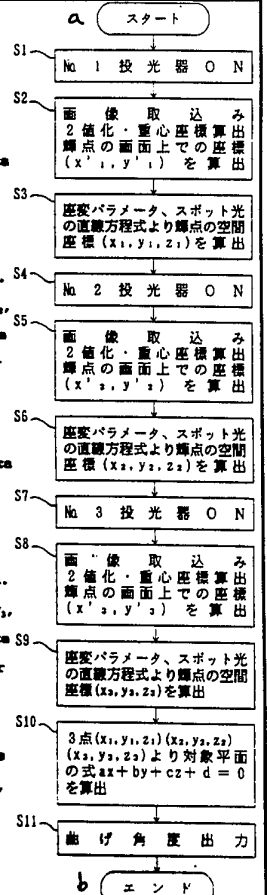 a
スタート
S1
№ 1 投光器 O N
S2
画像取込み
2値化・重心座標算出
輝点の画面上での座標
(x'₁, y'₁) を算出
S3
座変パラメータ、スポット光
の直線方程式より輝点の空間
座標(x₁,y₁,z₁)を算出
S4
№ 2 投光器 O N
S5
画像取込み
2値化・重心座標算出
輝点の画面上での座標
(x'₂, y'₂) を算出
S6
座変パラメータ、スポット光
の直線方程式より輝点の空間
座標(x₂,y₂,z₂)を算出
S7
№ 3 投光器 O N
S8
画像取込み
2値化・重心座標算出
輝点の画面上での座標
(x'₃, y'₃) を算出
S9
座変パラメータ、スポット光
の直線方程式より輝点の空間
座標(x₃,y₃,z₃)を算出
S10
3点(x₁,y₁,z₁)(x₂,y₂,z₂)
(x₃,y₃,z₃)より対象平面
の式ax+by+cz+d=0
を算出
S11
曲げ角度出力
b
エンド